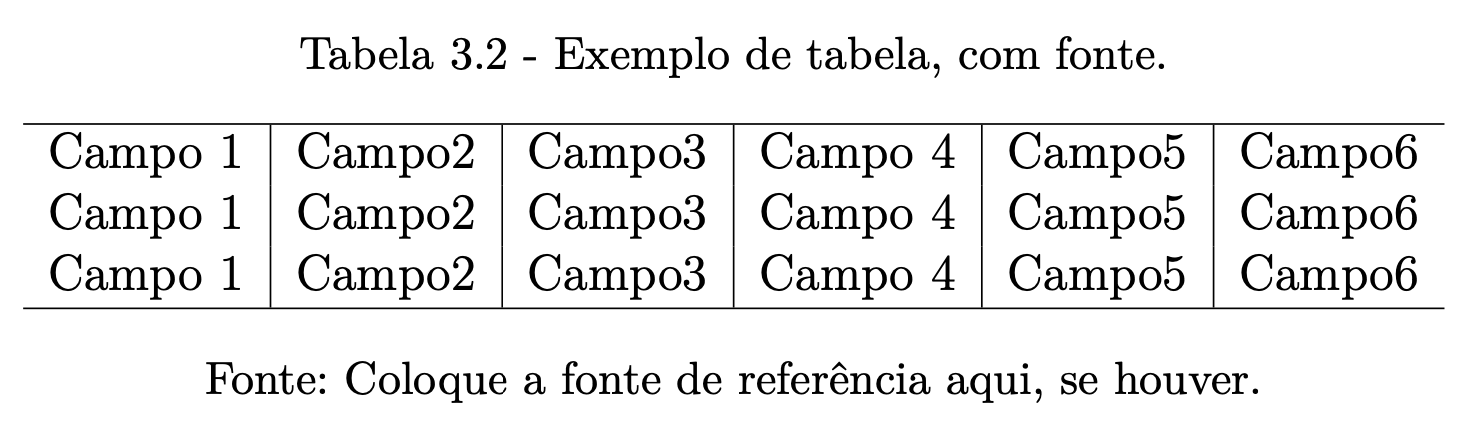 Tabela 3.2 - Exemplo de tabela, com fonte.
Campo 1 Campo2 Campo3 Campo 4 Campo5 Campo6
Campo 1 Campo2 Campo3 Campo 4 Campo5 Campo6
Campo 1 Campo2 Campo3 Campo 4 Campo5 Campo6
Fonte: Coloque a fonte de referência aqui, se houver.